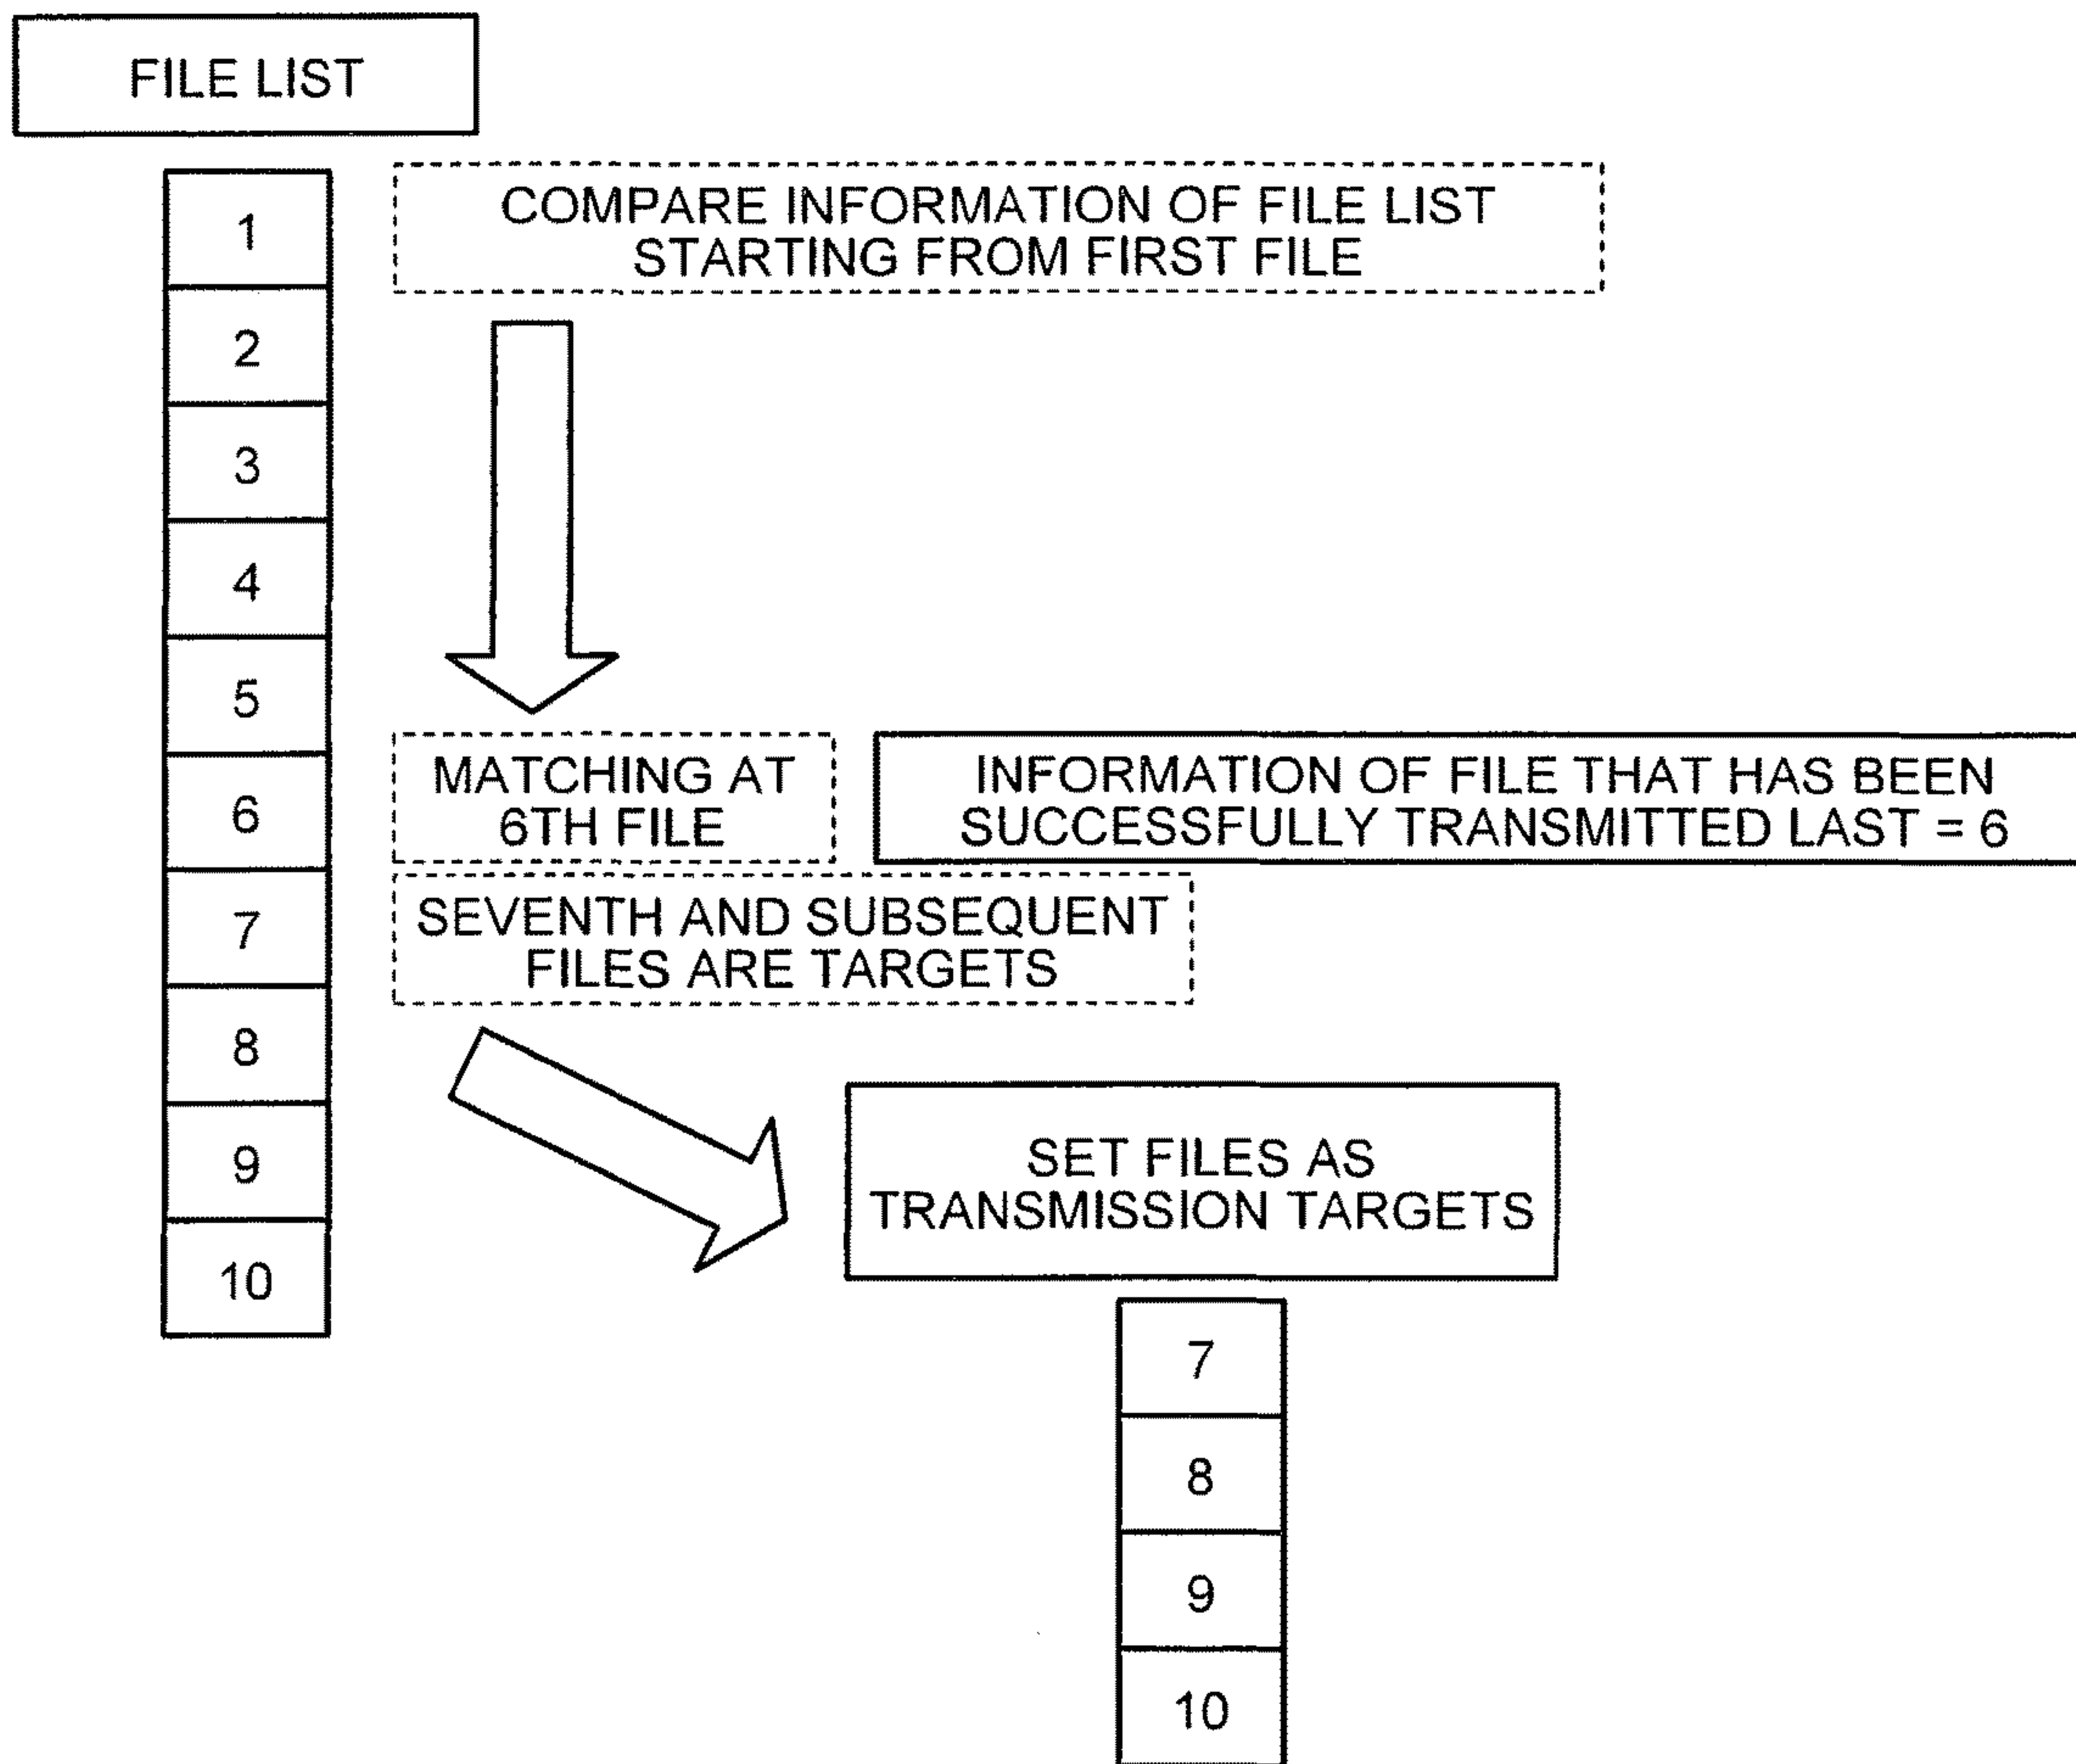 FILE LIST
1
COMPARE INFORMATION OF FILE LIST
STARTING FROM FIRST FILE
2
3
4
5
6
MATCHING AT
6TH FILE
INFORMATION OF FILE THAT HAS BEEN
SUCCESSFULLY TRANSMITTED LAST = 6
7
SEVENTH AND SUBSEQUENT
FILES ARE TARGETS
8
9
10
SET FILES AS
TRANSMISSION TARGETS
7
8
9
10